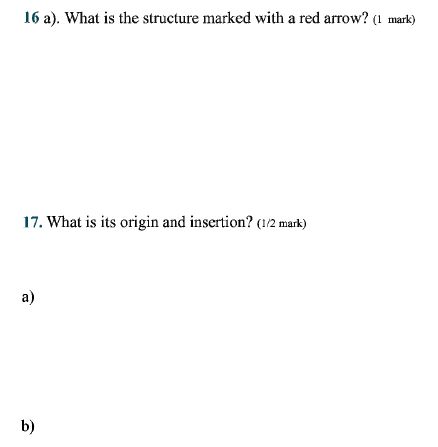 16 a). What is the structure marked with a red arrow? (1 mark)
17. What is its origin and insertion? (1/2 mark)
a)
b)